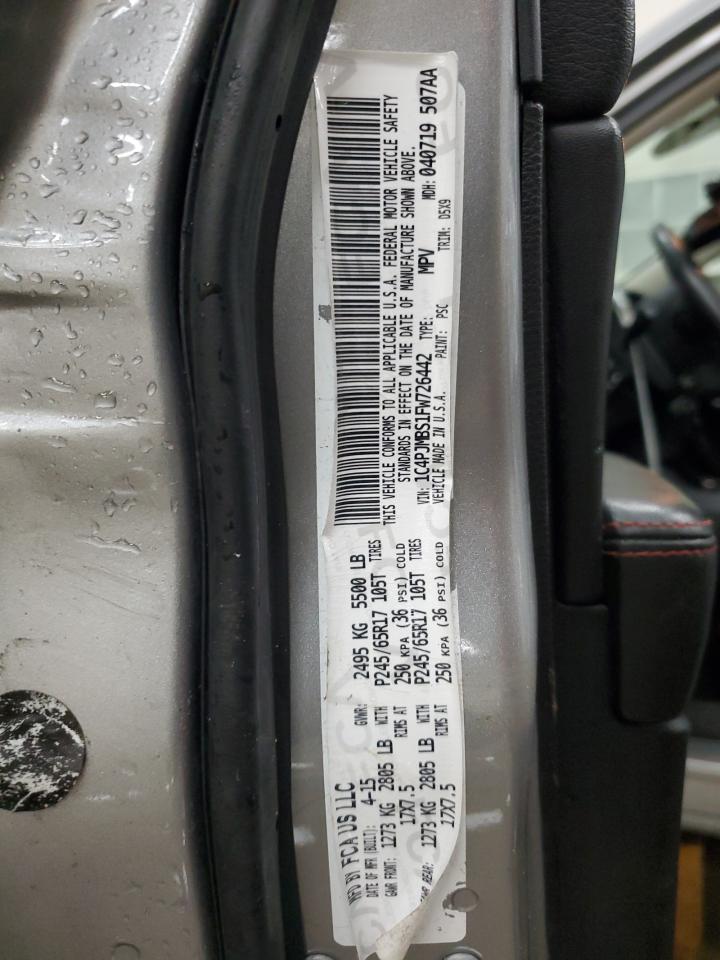 MFD BY FCA US LLC
DATE OF MFR (BUILT): 4-15 GVWR: 2495 KG 5500 LB
GAWR FRONT: 1273 KG 2805 LB WITH P245/65R17 105T TIRES
17X7.5 RIMS AT 250 KPA (36 PSI) COLD
REAR: 1273 KG 2805 LB WITH P245/65R17 105T TIRES
17X7.5 RIMS AT 250 KPA (36 PSI) COLD
THIS VEHICLE CONFORMS TO ALL APPLICABLE U.S.A. FEDERAL MOTOR VEHICLE SAFETY
STANDARDS IN EFFECT ON THE DATE OF MANUFACTURE SHOWN ABOVE.
VIN: 1C4PJMBS1FW726442 TYPE: MPV MDH: 040719 507AA
VEHICLE MADE IN U.S.A. PAINT: PSC TRIM: D5X9